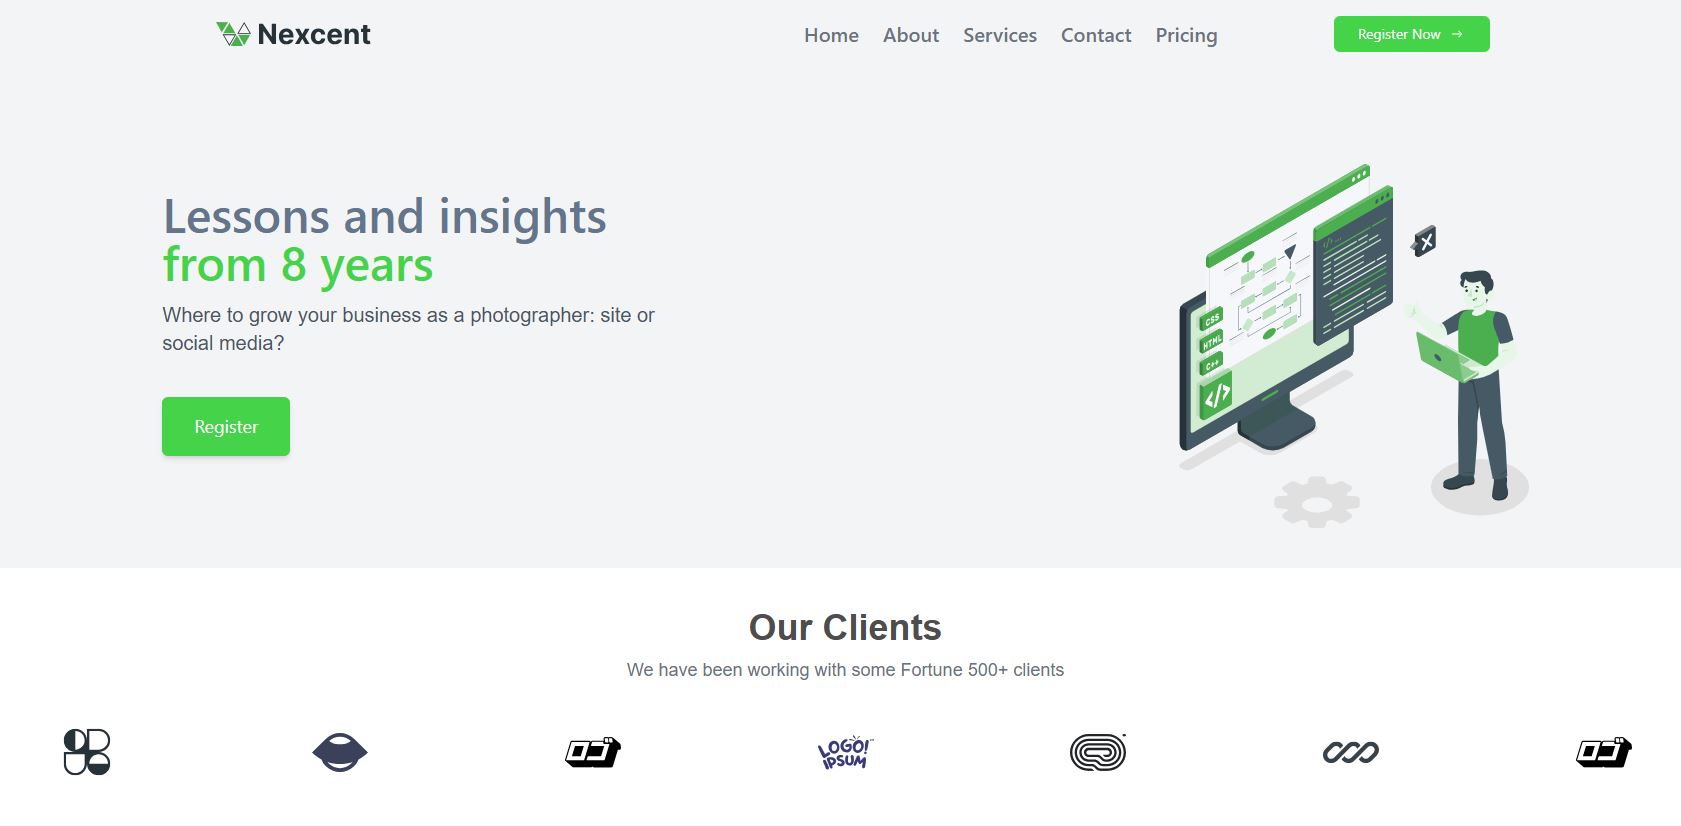 Nexcent
Home About Services Contact Pricing
Register Now →
Lessons and insights
from 8 years
Where to grow your business as a photographer: site or
social media?
Register
CSS
HTML
C++
</>
Our Clients
We have been working with some Fortune 500+ clients
LOGO!
IPSUM